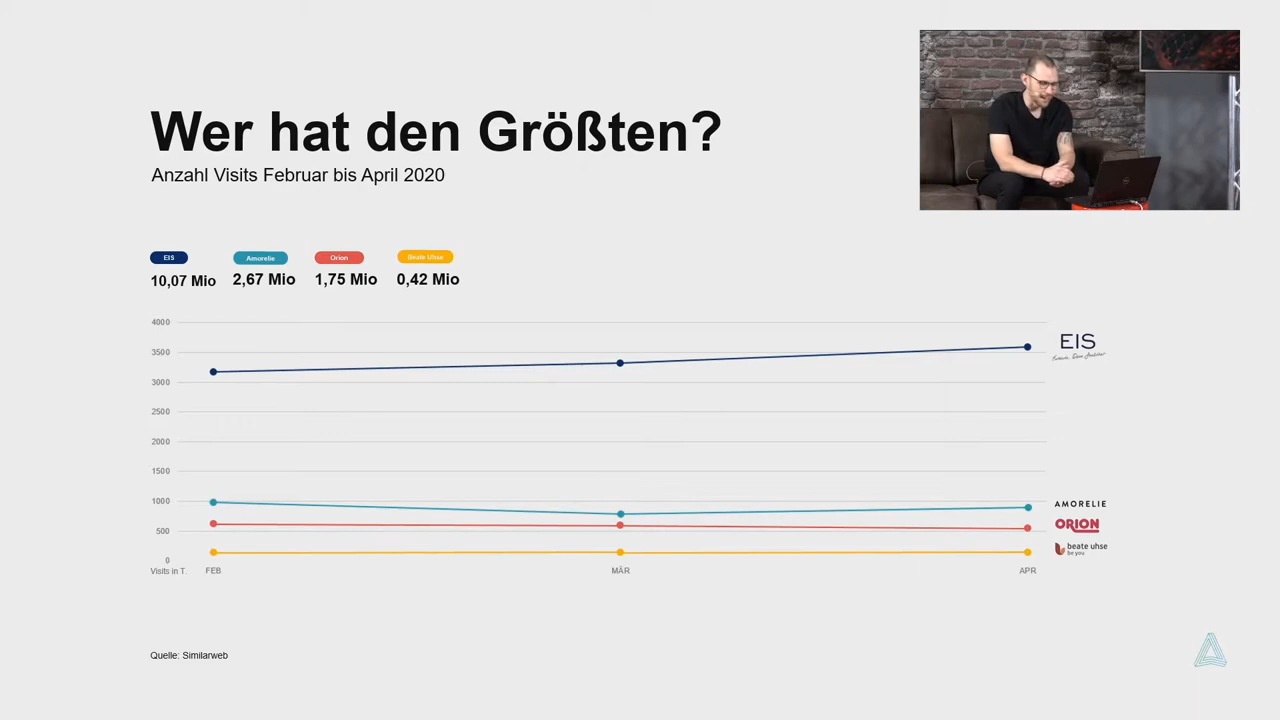 Wer hat den Größten?
Anzahl Visits Februar bis April 2020
EIS
Amorelie
Orion
Beate Uhse
10,07 Mio
2,67 Mio
1,75 Mio
0,42 Mio
4000
3500
3000
2500
2000
1500
1000
500
0
EIS
AMORELIE
ORION
beate uhse
be you
Visits in T.
FEB
MÄR
APR
Quelle: Similarweb